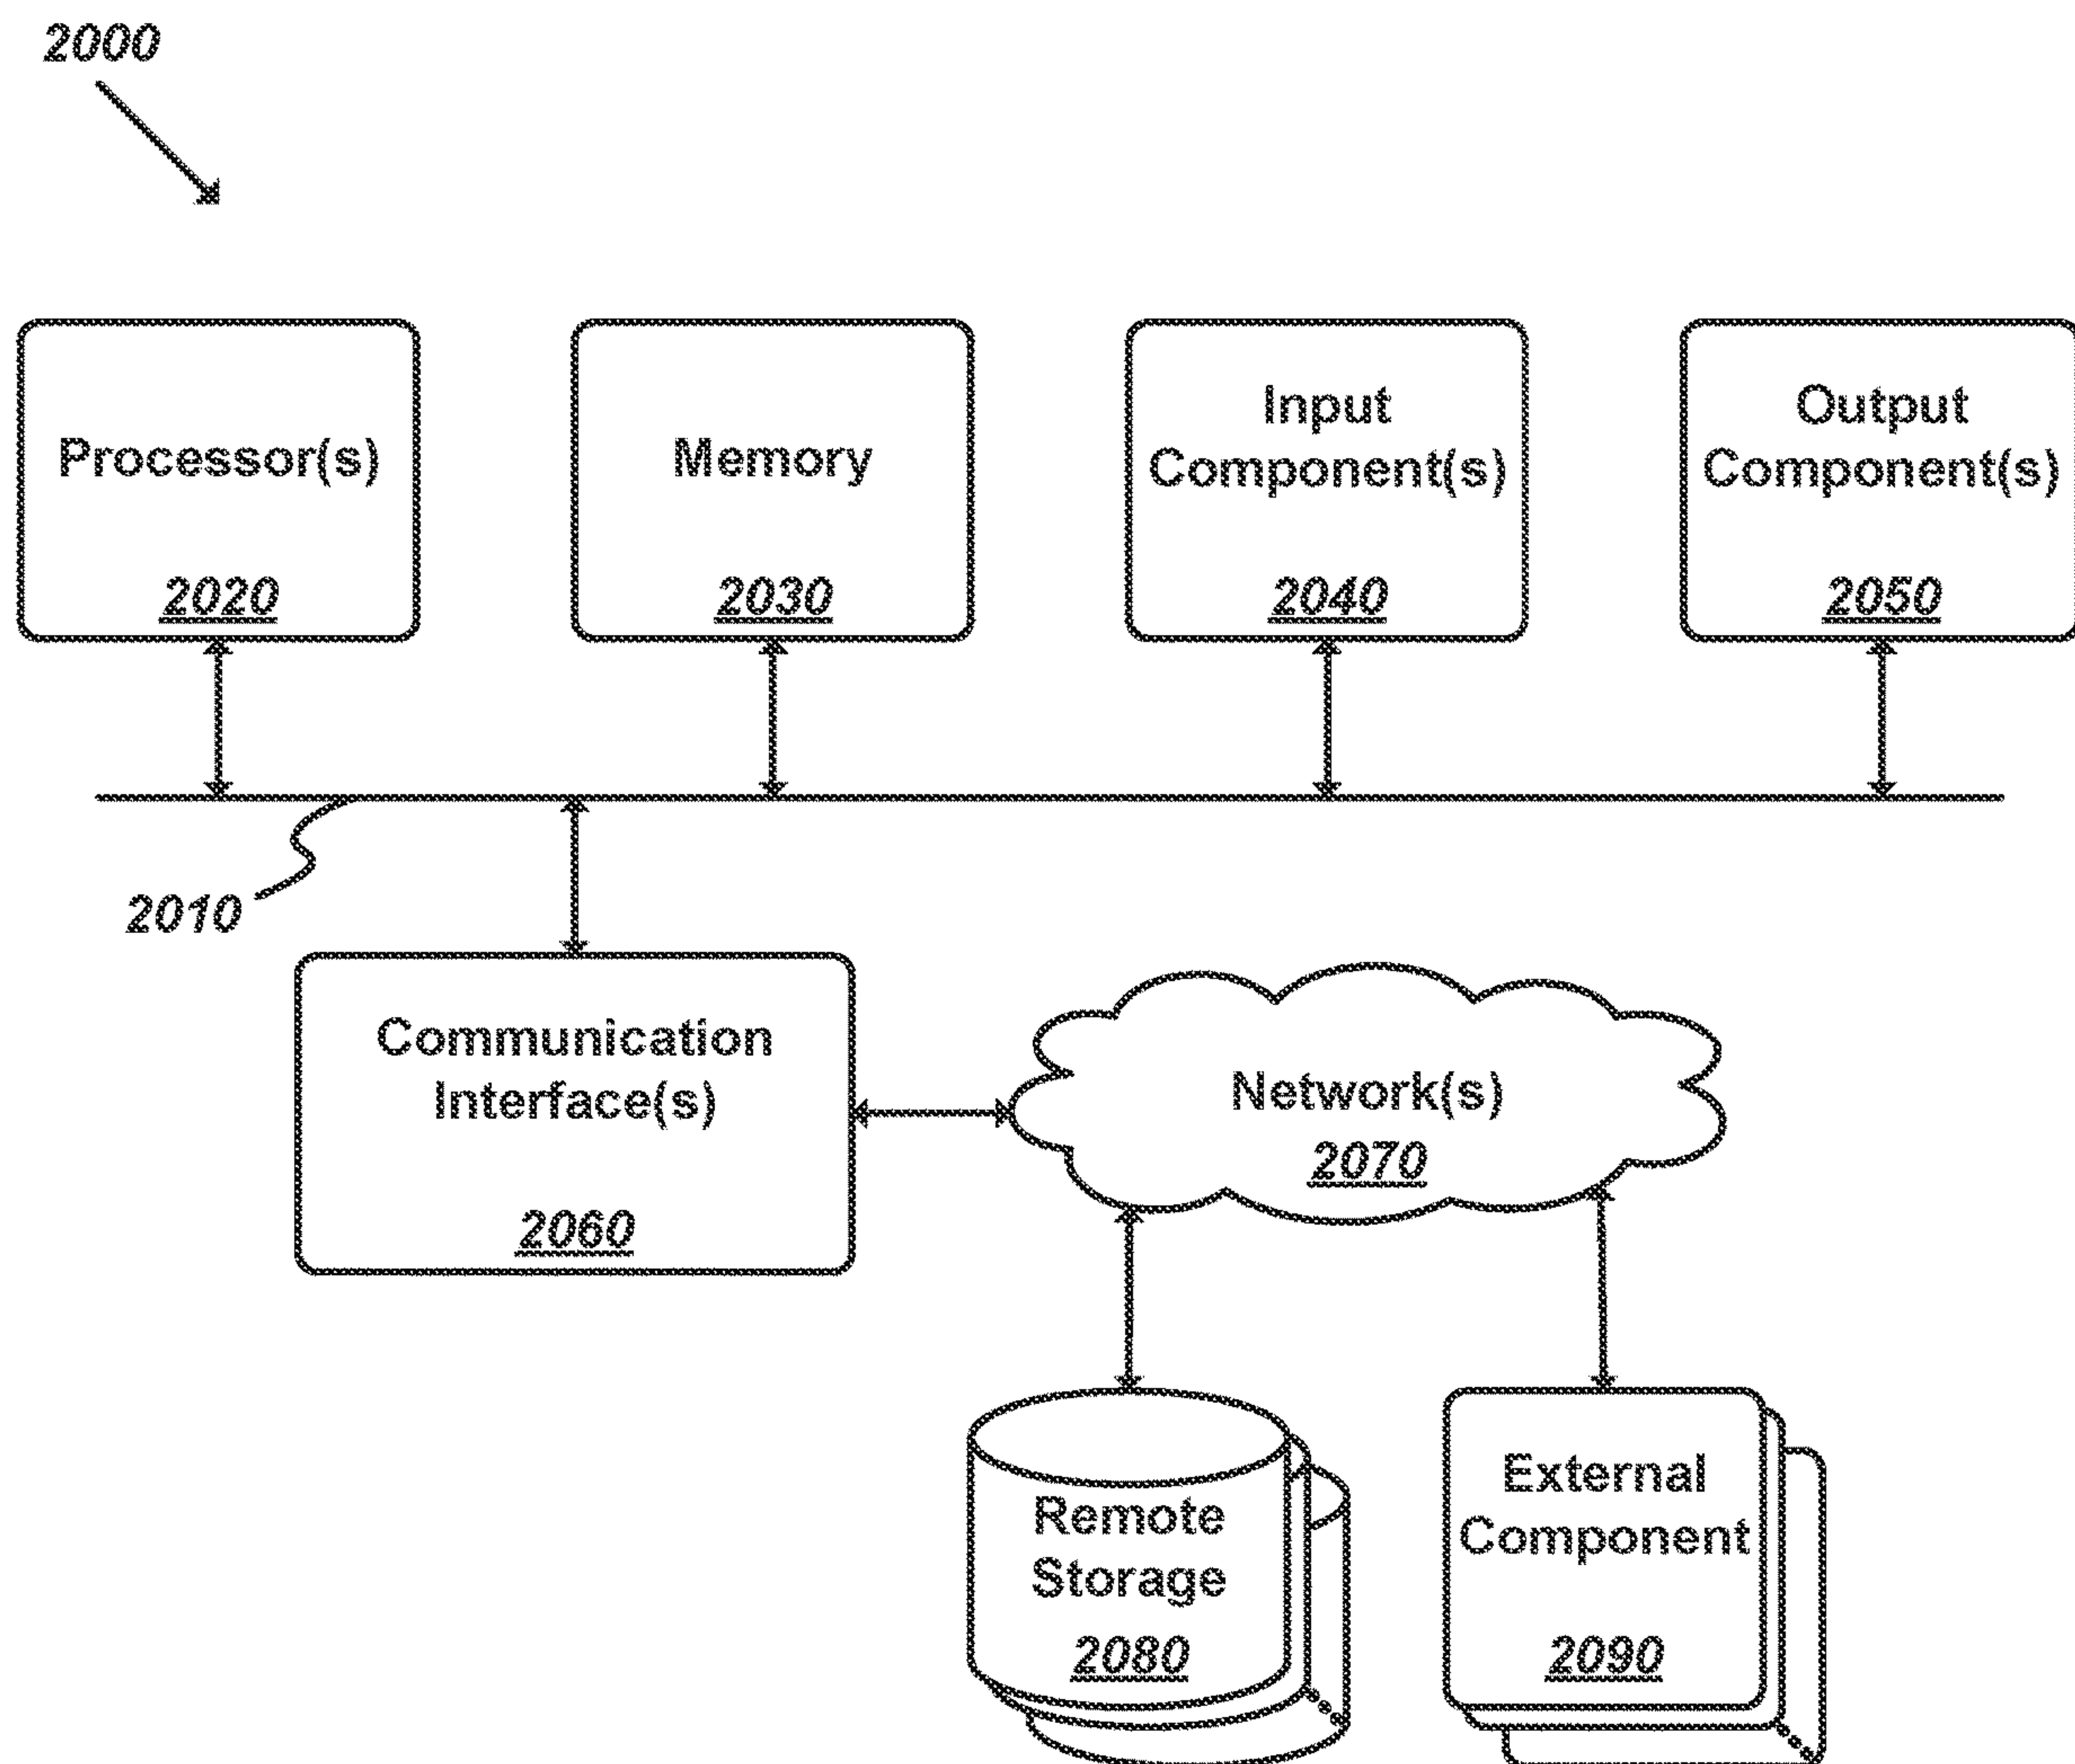 2000
Processor(s)
2020
Memory
2030
Input
Component(s)
2040
Output
Component(s)
2050
2010
Communication
Interface(s)
2060
Network(s)
2070
Remote
Storage
2080
External
Component
2090